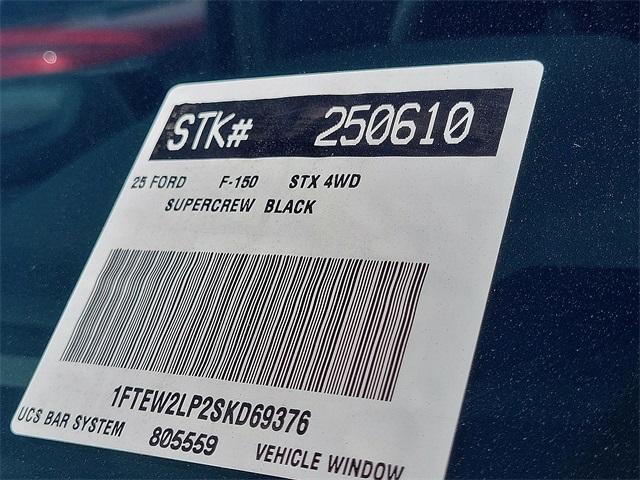 STK# 250610
25 FORD F-150 STX 4WD
SUPERCREW BLACK
1FTEW2LP2SKD69376
UCS BAR SYSTEM 805559 VEHICLE WINDOW